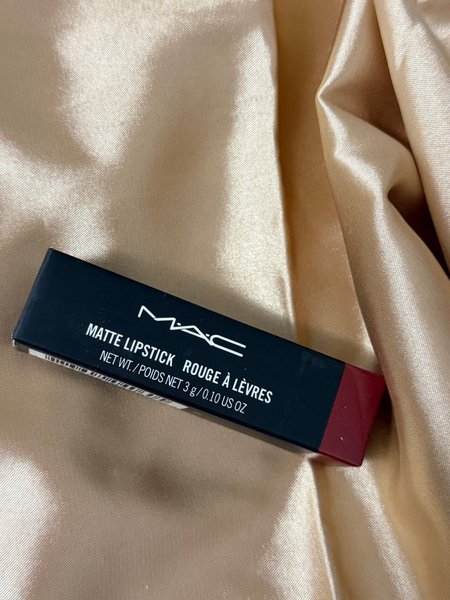 M·A·C
MATTE LIPSTICK ROUGE À LÈVRES
NET WT./POIDS NET 3 g/0.10 US OZ